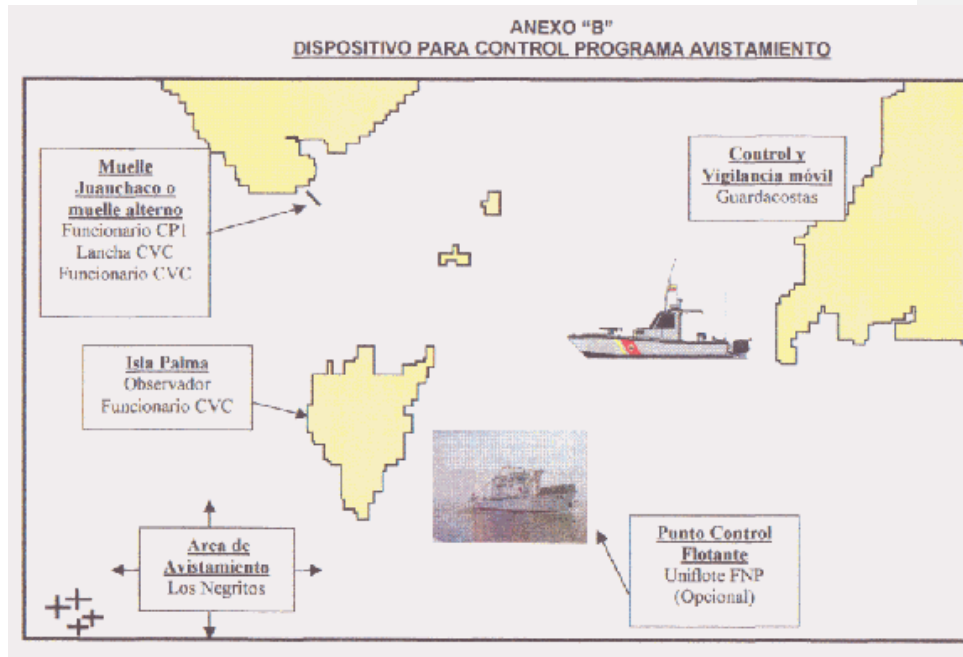 ANEXO "B"
DISPOSITIVO PARA CONTROL PROGRAMA AVISTAMIENTO
Muelle
Juauchaco o
muelle alterno
Funcionario CP1
Lancha CVC
Funcionario CVC
Control y
Vigilancia móvil
Guardacostas
Isla Palma
Observador
Funcionario CVC
Area de
Avistamiento
Los Negritos
Punto Control
Flotante
Uniflote FNP
(Opcional)